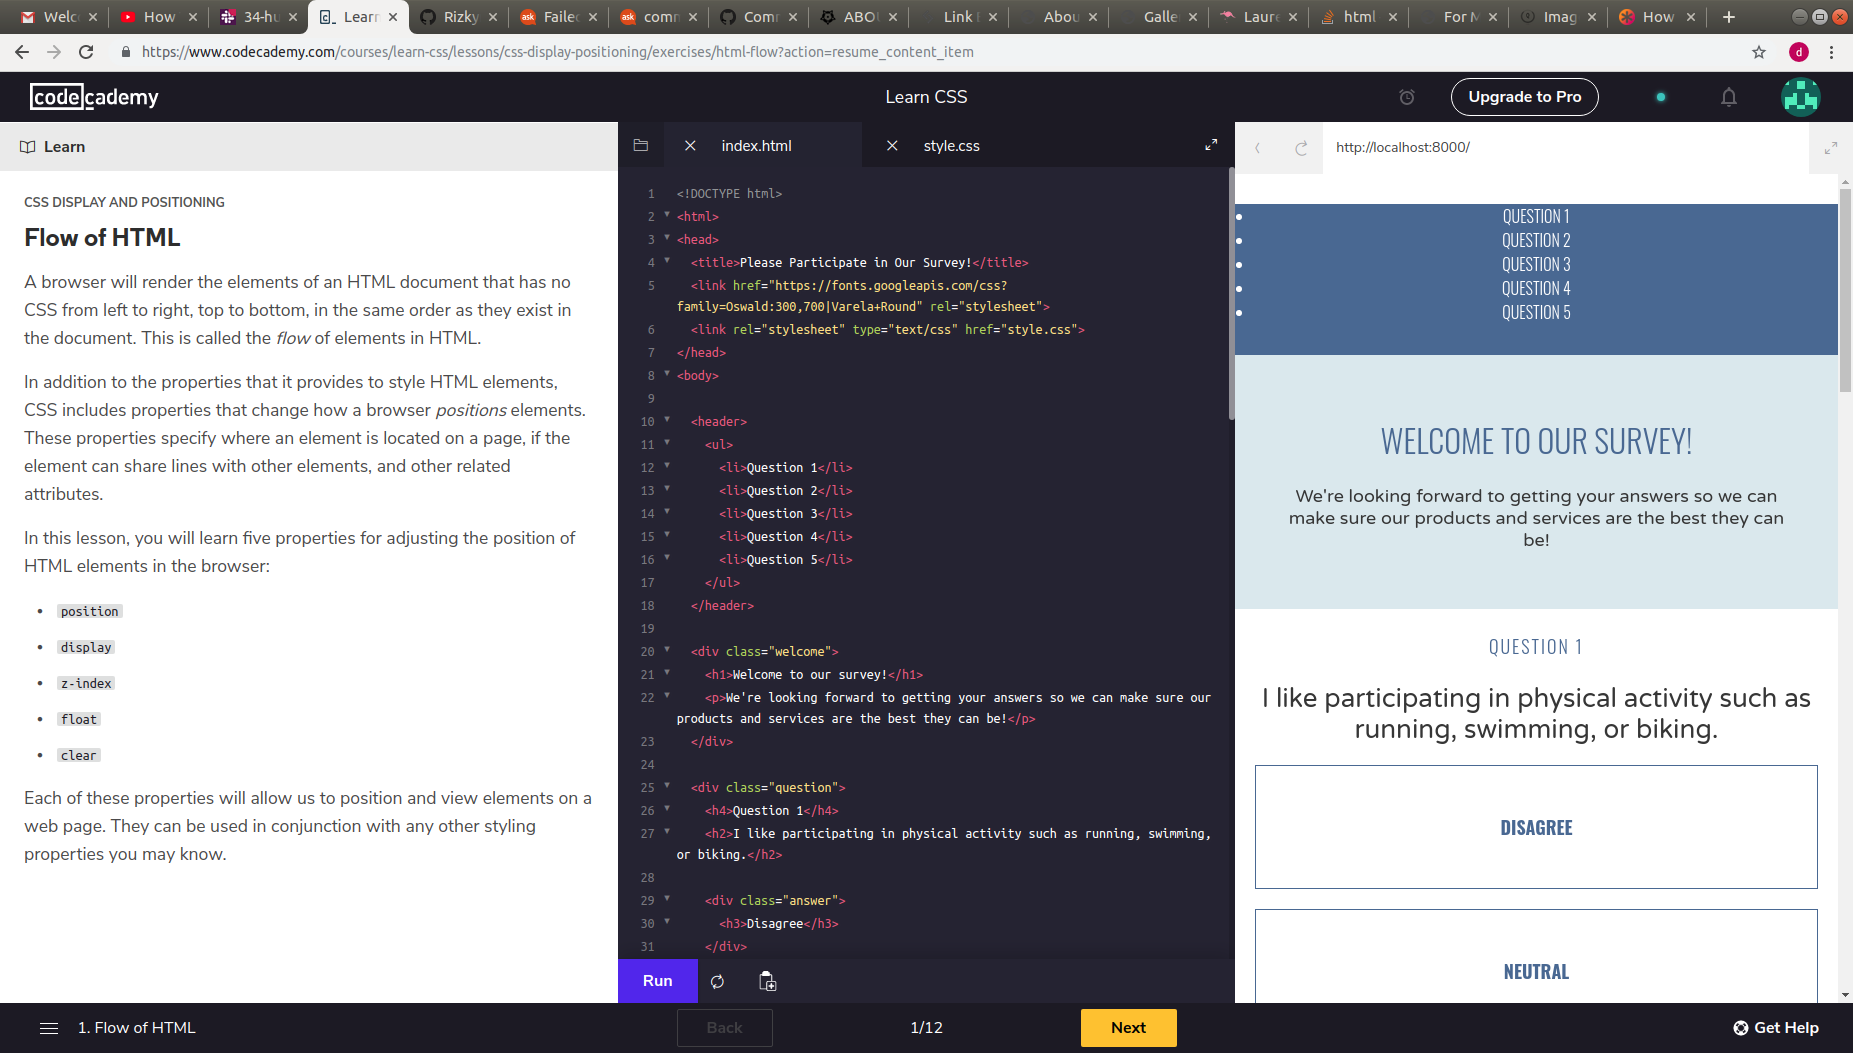 Welc
How
34-hu
Learn
Rizky
Failed
comm
Comm
ABOU
Link
Abou
Galle
Laure
html
For M
Imag
How
https://www.codecademy.com/courses/learn-css/lessons/css-display-positioning/exercises/html-flow?action=resume_content_item
d
codecademy
Learn CSS
Upgrade to Pro
Learn
index.html
style.css
http://localhost:8000/
CSS DISPLAY AND POSITIONING
Flow of HTML
A browser will render the elements of an HTML document that has no
CSS from left to right, top to bottom, in the same order as they exist in
the document. This is called the flow of elements in HTML.
In addition to the properties that it provides to style HTML elements,
CSS includes properties that change how a browser positions elements.
These properties specify where an element is located on a page, if the
element can share lines with other elements, and other related
attributes.
In this lesson, you will learn five properties for adjusting the position of
HTML elements in the browser:
• position
• display
• z-index
• float
• clear
Each of these properties will allow us to position and view elements on a
web page. They can be used in conjunction with any other styling
properties you may know.
1 <!DOCTYPE html>
2 <html>
3 <head>
4 <title>Please Participate in Our Survey!</title>
5 <link href="https://fonts.googleapis.com/css?
family=Oswald:300,700|Varela+Round" rel="stylesheet">
6 <link rel="stylesheet" type="text/css" href="style.css">
7 </head>
8 <body>
9
10 <header>
11 <ul>
12 <li>Question 1</li>
13 <li>Question 2</li>
14 <li>Question 3</li>
15 <li>Question 4</li>
16 <li>Question 5</li>
17 </ul>
18 </header>
19
20 <div class="welcome">
21 <h1>Welcome to our survey!</h1>
22 <p>We're looking forward to getting your answers so we can make sure our
products and services are the best they can be!</p>
23 </div>
24
25 <div class="question">
26 <h4>Question 1</h4>
27 <h2>I like participating in physical activity such as running, swimming,
or biking.</h2>
28
29 <div class="answer">
30 <h3>Disagree</h3>
31 </div>
Run
• QUESTION 1
• QUESTION 2
• QUESTION 3
• QUESTION 4
• QUESTION 5
WELCOME TO OUR SURVEY!
We're looking forward to getting your answers so we can
make sure our products and services are the best they can
be!
QUESTION 1
I like participating in physical activity such as
running, swimming, or biking.
DISAGREE
NEUTRAL
1. Flow of HTML
Back
1/12
Next
Get Help